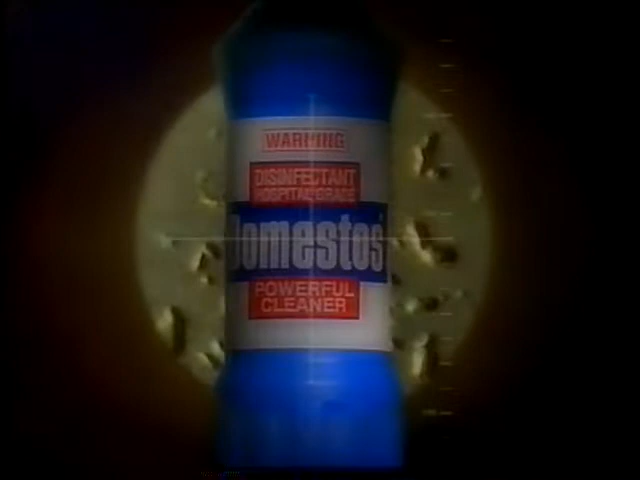 WARNING
DISINFECTANT
HOSPITAL GRADE
Domestos
POWERFUL
CLEANER